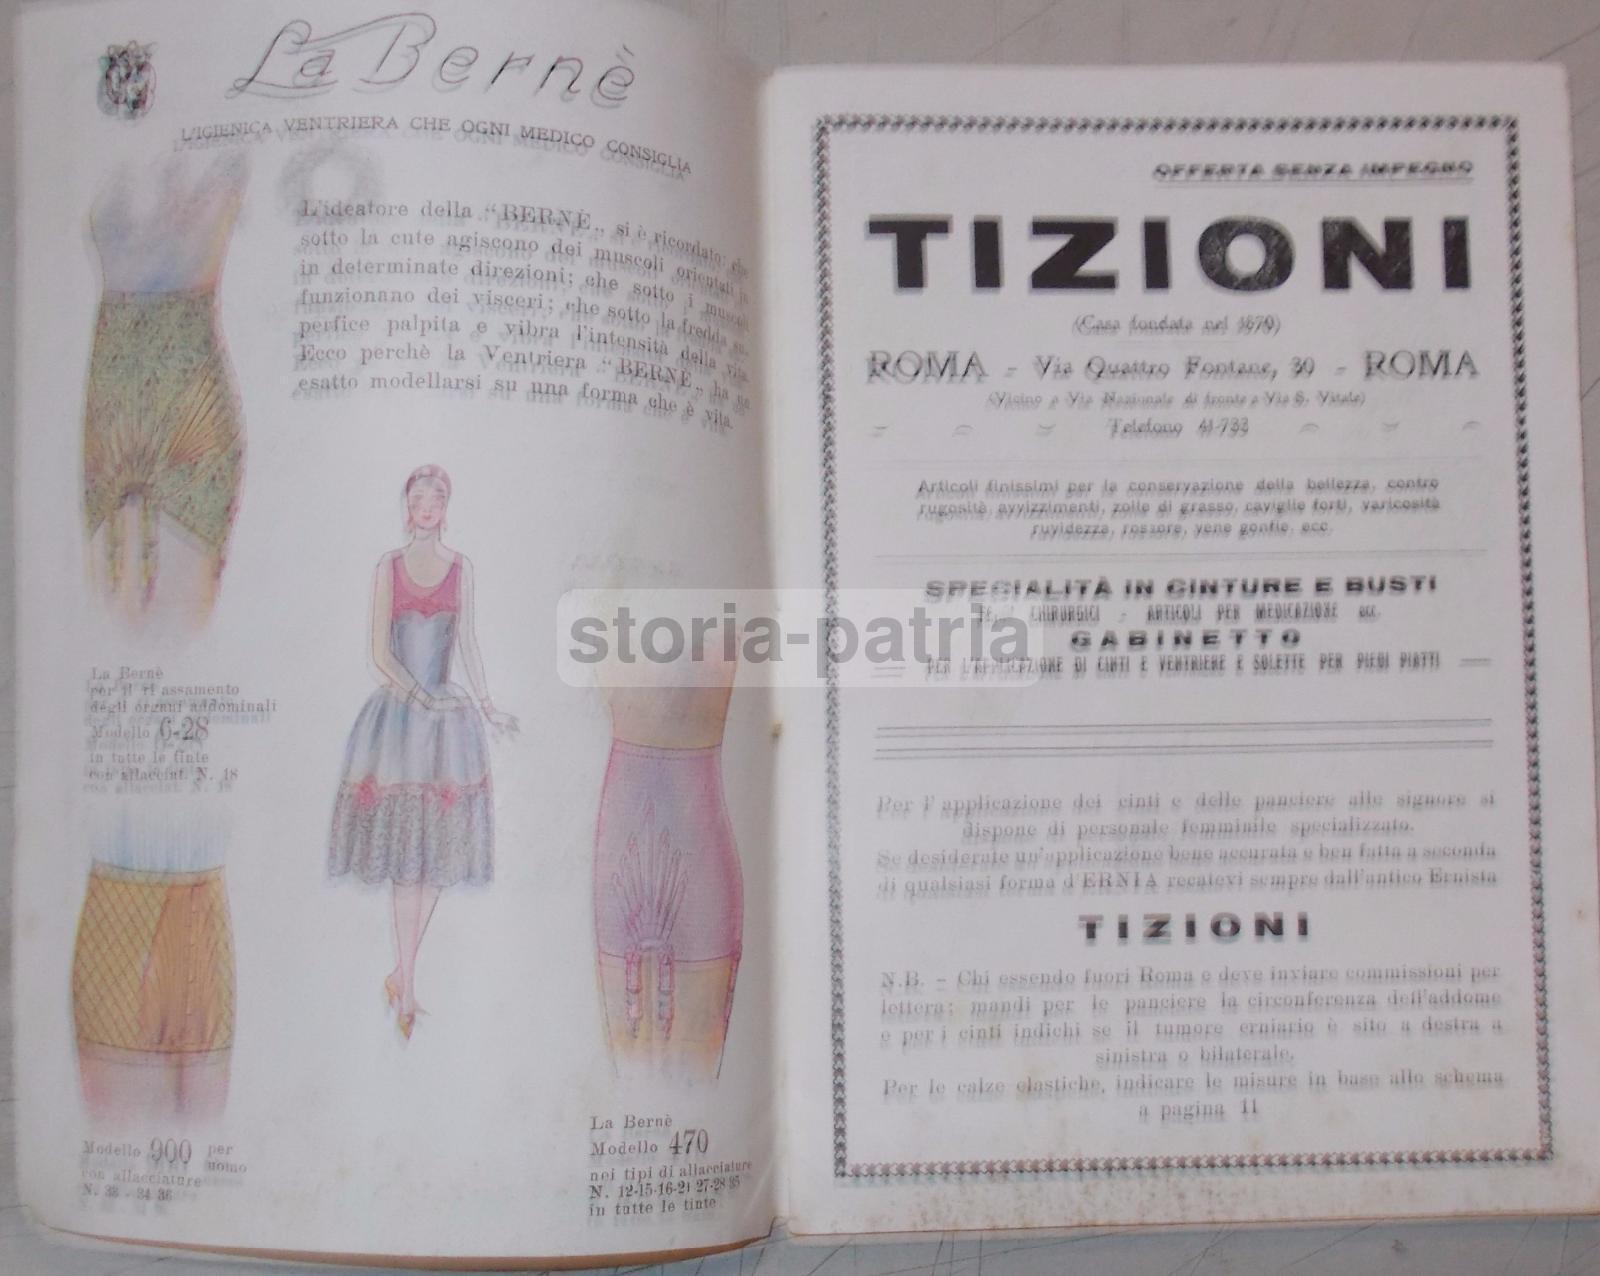 La Bernè
L'IGIENICA VENTRIERA CHE OGNI MEDICO CONSIGLIA
L'ideatore della “BERNÈ„ si è ricordato: che
sotto la cute agiscono dei muscoli orientati in
in determinate direzioni; che sotto i muscoli
funzionano dei visceri; che sotto la fredda su-
perfice palpita e vibra l'intensità della vita.
Ecco perchè la Ventriera “BERNÈ„ ha un
esatto modellarsi su una forma che è vita.
La Bernè
per il ri assamento
degli organi addominali
Modello 6-28
in tutte le tinte
con allacciat. N. 18
Modello 900 per
uomo
con allacciature
N. 33 - 34 36
La Bernè
Modello 470
nei tipi di allacciature
N. 12-15-16-21 27-28 35
in tutte le tinte
storia-patria
OFFERTA SENZA IMPEGNO
TIZIONI
(Casa fondata nel 1870)
ROMA - Via Quattro Fontane, 30 - ROMA
(Vicino a Via Nazionale di fronte a Via S. Vitale)
Telefono 41-733
Articoli finissimi per la conservazione della bellezza, contro
rugosità, avvizzimenti, zolle di grasso, caviglie forti, varicosità
ruvidezza, rossore, vene gonfie, ecc.
SPECIALITÀ IN CINTURE E BUSTI
CHIRURGICI - ARTICOLI PER MEDICAZIONE ecc.
GABINETTO
PER L'APPLICAZIONE DI CINTI E VENTRIERE E SOLETTE PER PIEDI PIATTI
Per l'applicazione dei cinti e delle panciere alle signore si
dispone di personale femminile specializzato.
Se desiderate un'applicazione bene accurata e ben fatta a seconda
di qualsiasi forma d'ERNIA recatevi sempre dall'antico Ernista
TIZIONI
N.B. - Chi essendo fuori Roma e deve inviare commissioni per
lettera; mandi per le panciere la circonferenza dell'addome
e per i cinti indichi se il tumore erniario è sito a destra a
sinistra o bilaterale.
Per le calze elastiche, indicare le misure in base allo schema
a pagina 11